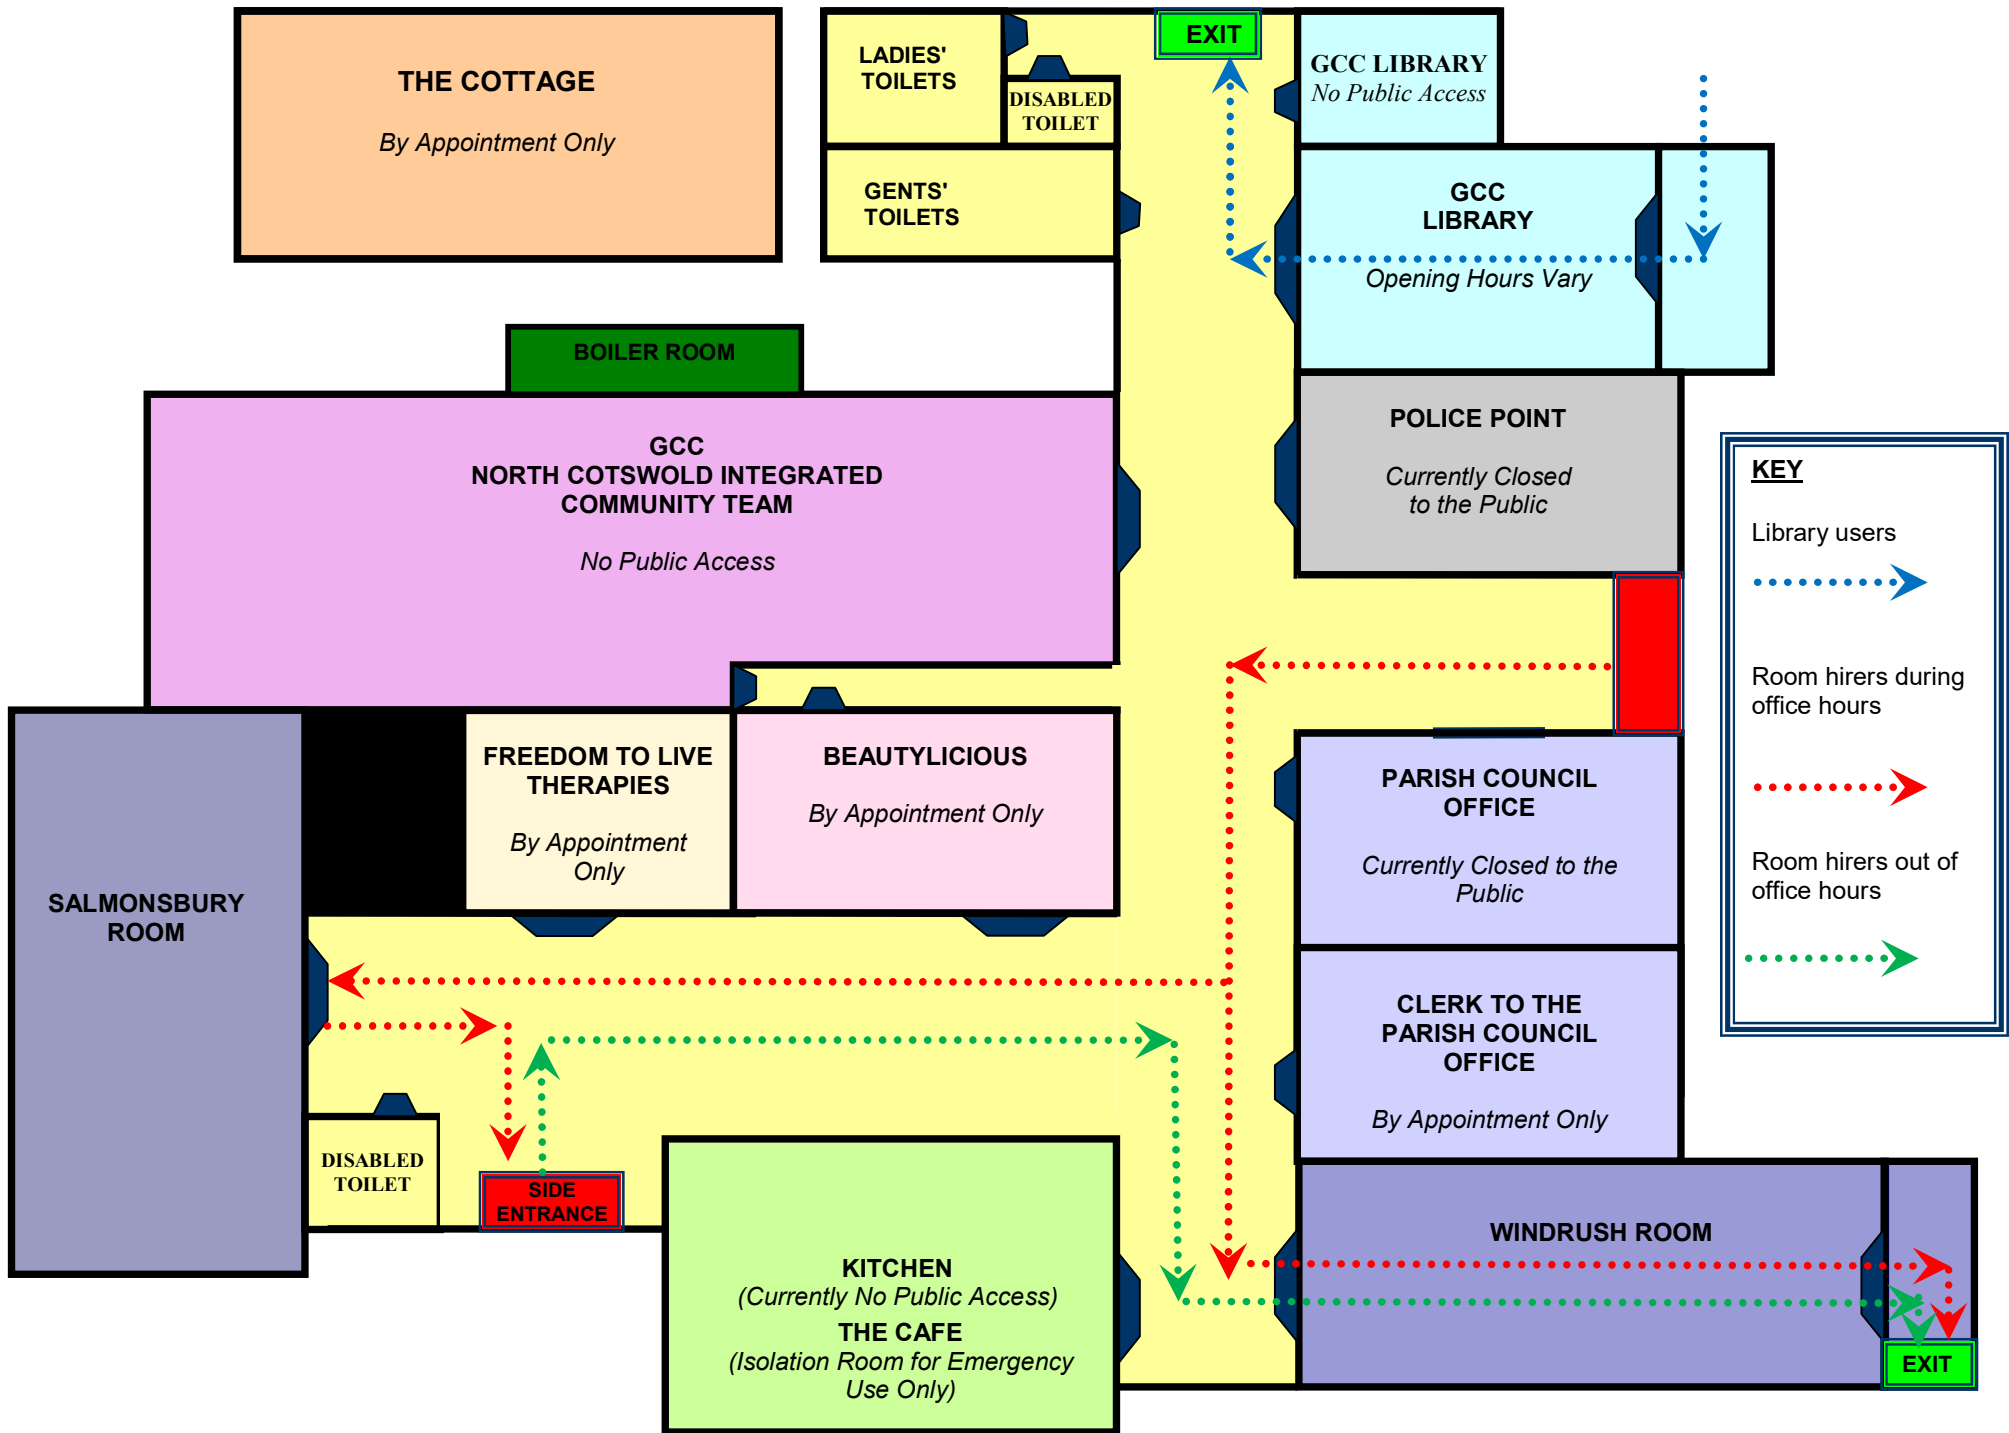 THE COTTAGE
By Appointment Only
LADIES'
TOILETS
DISABLED
TOILET
GENTS'
TOILETS
EXIT
GCC LIBRARY
No Public Access
GCC
LIBRARY
Opening Hours Vary
BOILER ROOM
GCC
NORTH COTSWOLD INTEGRATED
COMMUNITY TEAM
No Public Access
POLICE POINT
Currently Closed
to the Public
KEY
Library users
Room hirers during
office hours
Room hirers out of
office hours
FREEDOM TO LIVE
THERAPIES
By Appointment
Only
BEAUTYLICIOUS
By Appointment Only
PARISH COUNCIL
OFFICE
Currently Closed to the
Public
SALMONSBURY
ROOM
CLERK TO THE
PARISH COUNCIL
OFFICE
By Appointment Only
DISABLED
TOILET
SIDE
ENTRANCE
KITCHEN
(Currently No Public Access)
THE CAFE
(Isolation Room for Emergency
Use Only)
WINDRUSH ROOM
EXIT